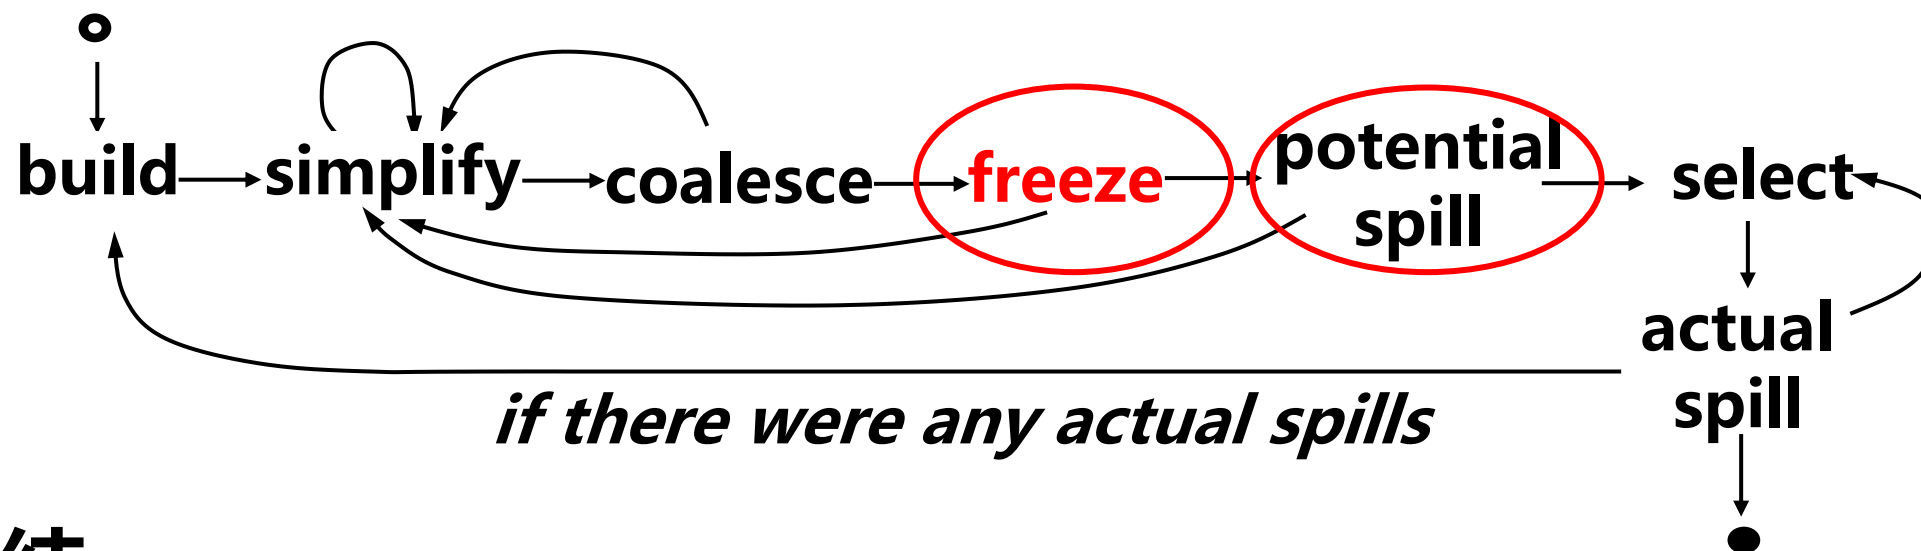 build
simplify
coalesce
freeze
potential
spill
select
actual
spill
if there were any actual spills